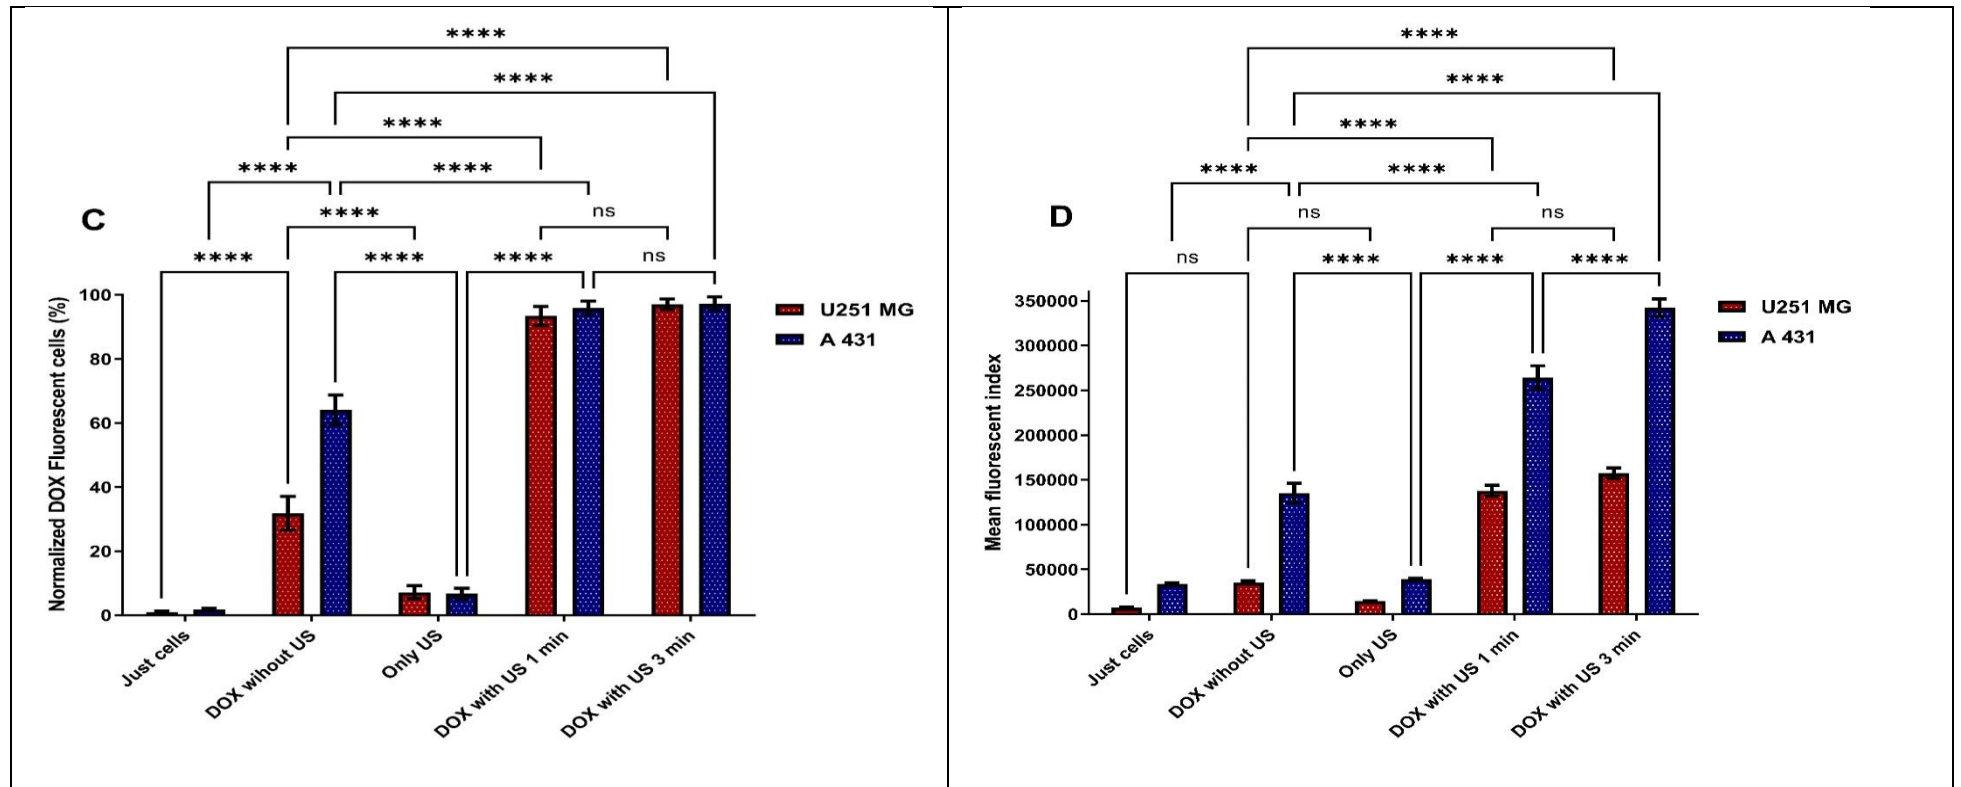 ****
****
****
**** ****
C
**** ns
**** **** **** ns
Normalized DOX Fluorescent cells (%)
100
80
60
40
20
0
U251 MG
A 431
Just cells
DOX wihout US
Only US
DOX with US 1 min
DOX with US 3 min
****
****
****
**** ****
D
ns ns
ns **** **** ****
Mean fluorescent index
350000
300000
250000
200000
150000
100000
50000
0
U251 MG
A 431
Just cells
DOX wihout US
Only US
DOX with US 1 min
DOX with US 3 min